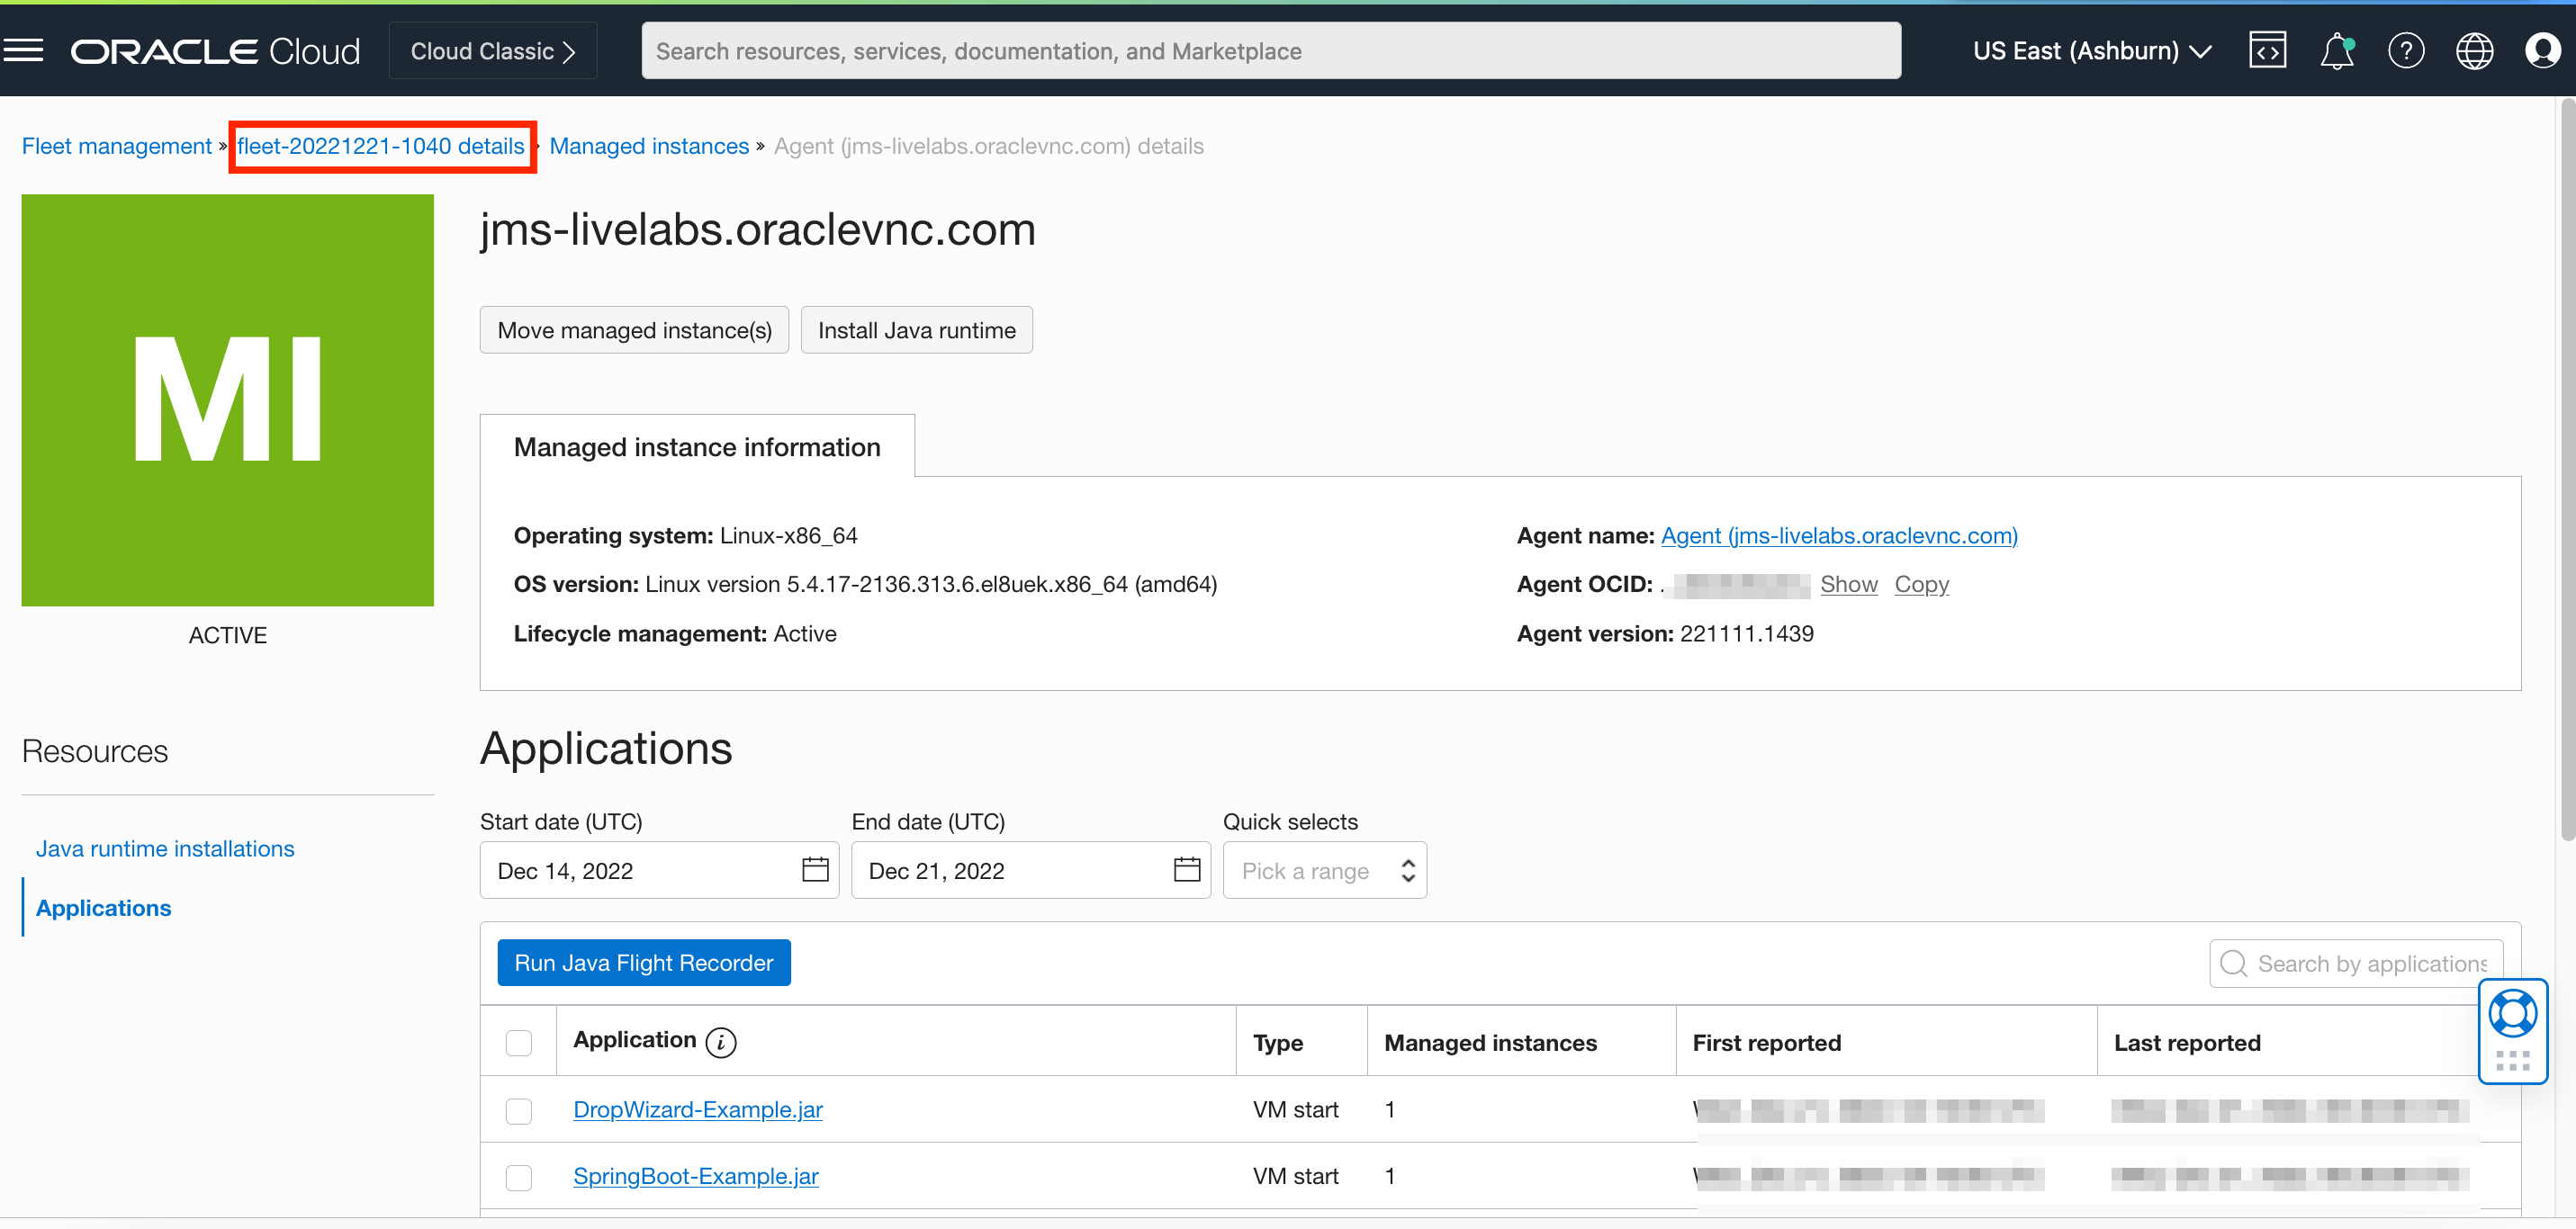 ORACLE Cloud Cloud Classic Search resources, services, documentation, and Marketplace US East (Ashburn)
Fleet management » fleet-20221221-1040 details Managed instances » Agent (jms-livelabs.oraclevnc.com) details
MI
ACTIVE
Resources
Java runtime installations
Applications
jms-livelabs.oraclevnc.com
Move managed instance(s) Install Java runtime
Managed instance information
Operating system: Linux-x86_64
OS version: Linux version 5.4.17-2136.313.6.el8uek.x86_64 (amd64)
Lifecycle management: Active
Agent name: Agent (jms-livelabs.oraclevnc.com)
Agent OCID: Show Copy
Agent version: 221111.1439
Applications
Start date (UTC) End date (UTC) Quick selects
Dec 14, 2022 Dec 21, 2022 Pick a range
Run Java Flight Recorder Search by applications
Application i Type Managed instances First reported Last reported
DropWizard-Example.jar VM start 1
SpringBoot-Example.jar VM start 1